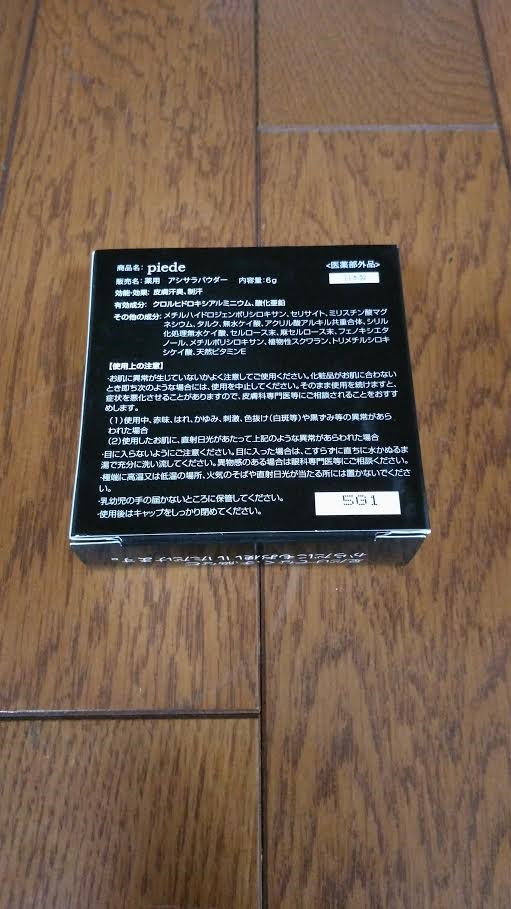 商品名: piede <医薬部外品>
販売名: 薬用 アシサラパウダー 内容量:6g 日本製
効能・効果: 皮膚汗臭、制汗
有効成分: クロルヒドロキシアルミニウム、酸化亜鉛
その他の成分:メチルハイドロジェンポリシロキサン、セリサイト、ミリスチン酸マグ
ネシウム、タルク、無水ケイ酸、アクリル酸アルキル共重合体、シリル
化処理無水ケイ酸、セルロース末、麻セルロース末、フェノキシエタ
ノール、メチルポリシロキサン、植物性スクワラン、トリメチルシロキ
シケイ酸、天然ビタミンE
【使用上の注意】
・お肌に異常が生じていないかよく注意してご使用ください。化粧品がお肌に合わない
とき即ち次のような場合には、使用を中止してください。そのまま使用を続けますと、
症状を悪化させることがありますので、皮膚科専門医等にご相談されることをおすす
めします。
(1)使用中、赤味、はれ、かゆみ、刺激、色抜け(白斑等)や黒ずみ等の異常があら
われた場合
(2)使用したお肌に、直射日光があたって上記のような異常があらわれた場合
・目に入らないようにご注意ください。目に入った場合は、こすらずに直ちに水かぬるま
湯で充分に洗い流してください。異物感のある場合は眼科専門医等にご相談ください。
・極端に高温又は低温の場所、火気のそばや直射日光が当たる所には置かないでくださ
い。
・乳幼児の手の届かないところに保管してください。
・使用後はキャップをしっかり閉めてください。
5G1
足だけでなく、手、脇など
からだにもお使いいただけます。